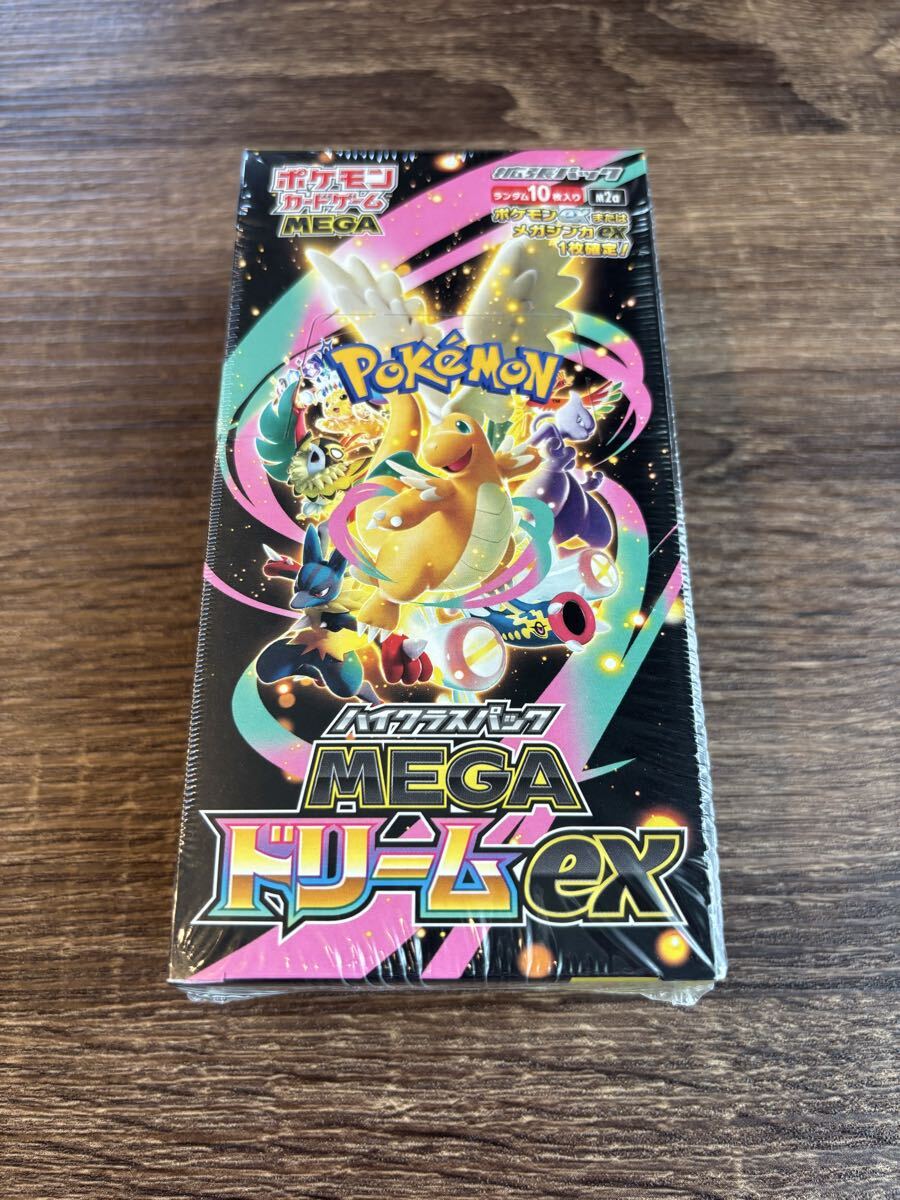 ポケモン
カードゲーム
MEGA
拡張パック
ランダム10枚入り
m2a
ポケモンexまたは
メガシンカex
1枚確定!
POKéMON
ハイクラスパック
MEGA
ドリームex